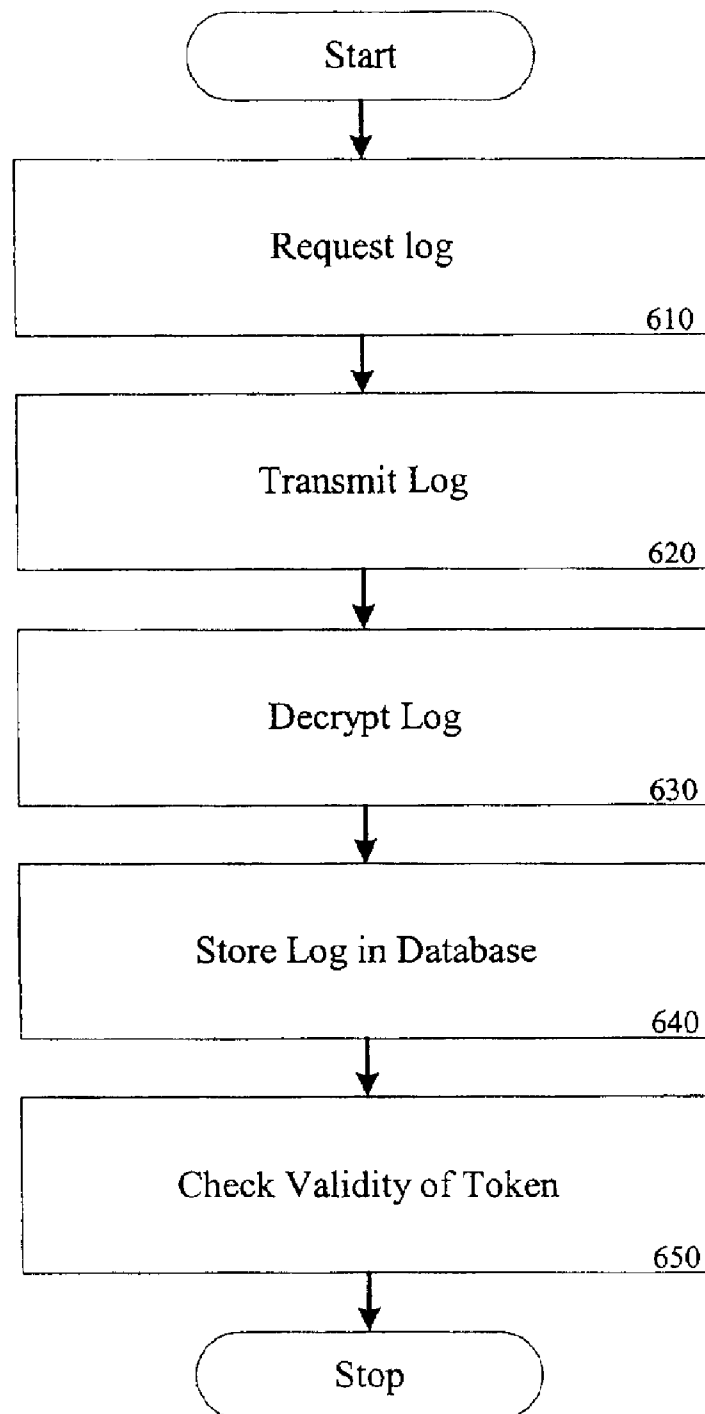 Start
Request log
610
Transmit Log
620
Decrypt Log
630
Store Log in Database
640
Check Validity of Token
650
Stop